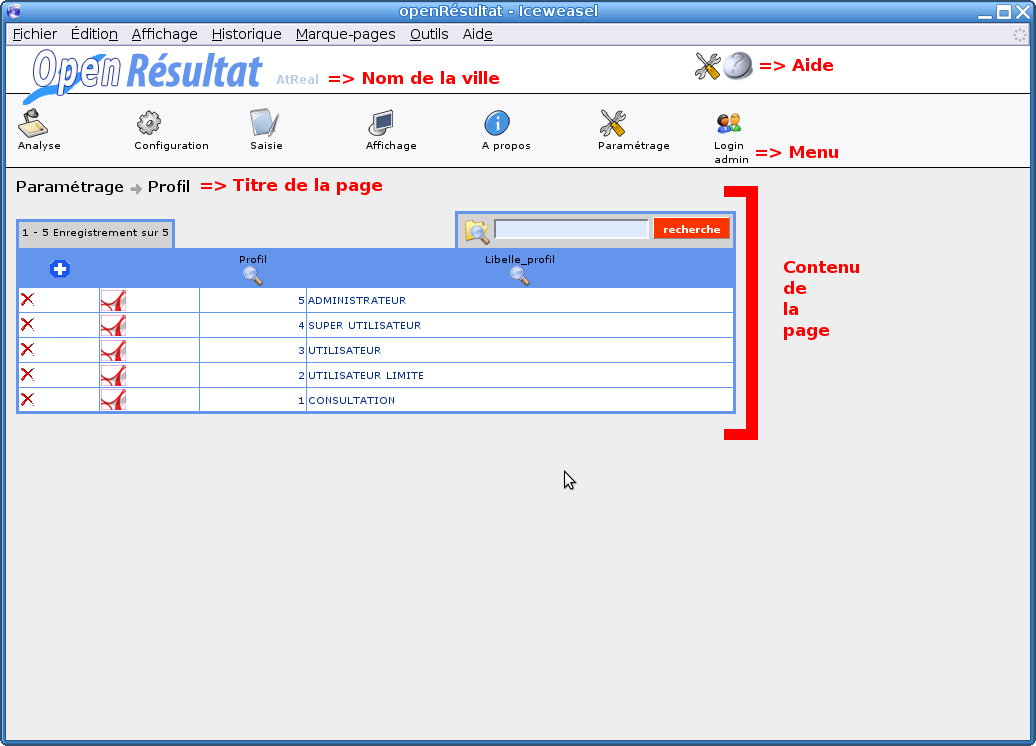 openRésultat - Iceweasel
Fichier Édition Affichage Historique Marque-pages Outils Aide
Open Résultat AtReal => Nom de la ville => Aide
Analyse Configuration Saisie Affichage A propos Paramétrage Login
admin => Menu
Paramétrage Profil => Titre de la page
1 - 5 Enregistrement sur 5 recherche
Profil Libelle_profil
5 ADMINISTRATEUR
4 SUPER UTILISATEUR
3 UTILISATEUR
2 UTILISATEUR LIMITE
1 CONSULTATION
Contenu
de
la
page